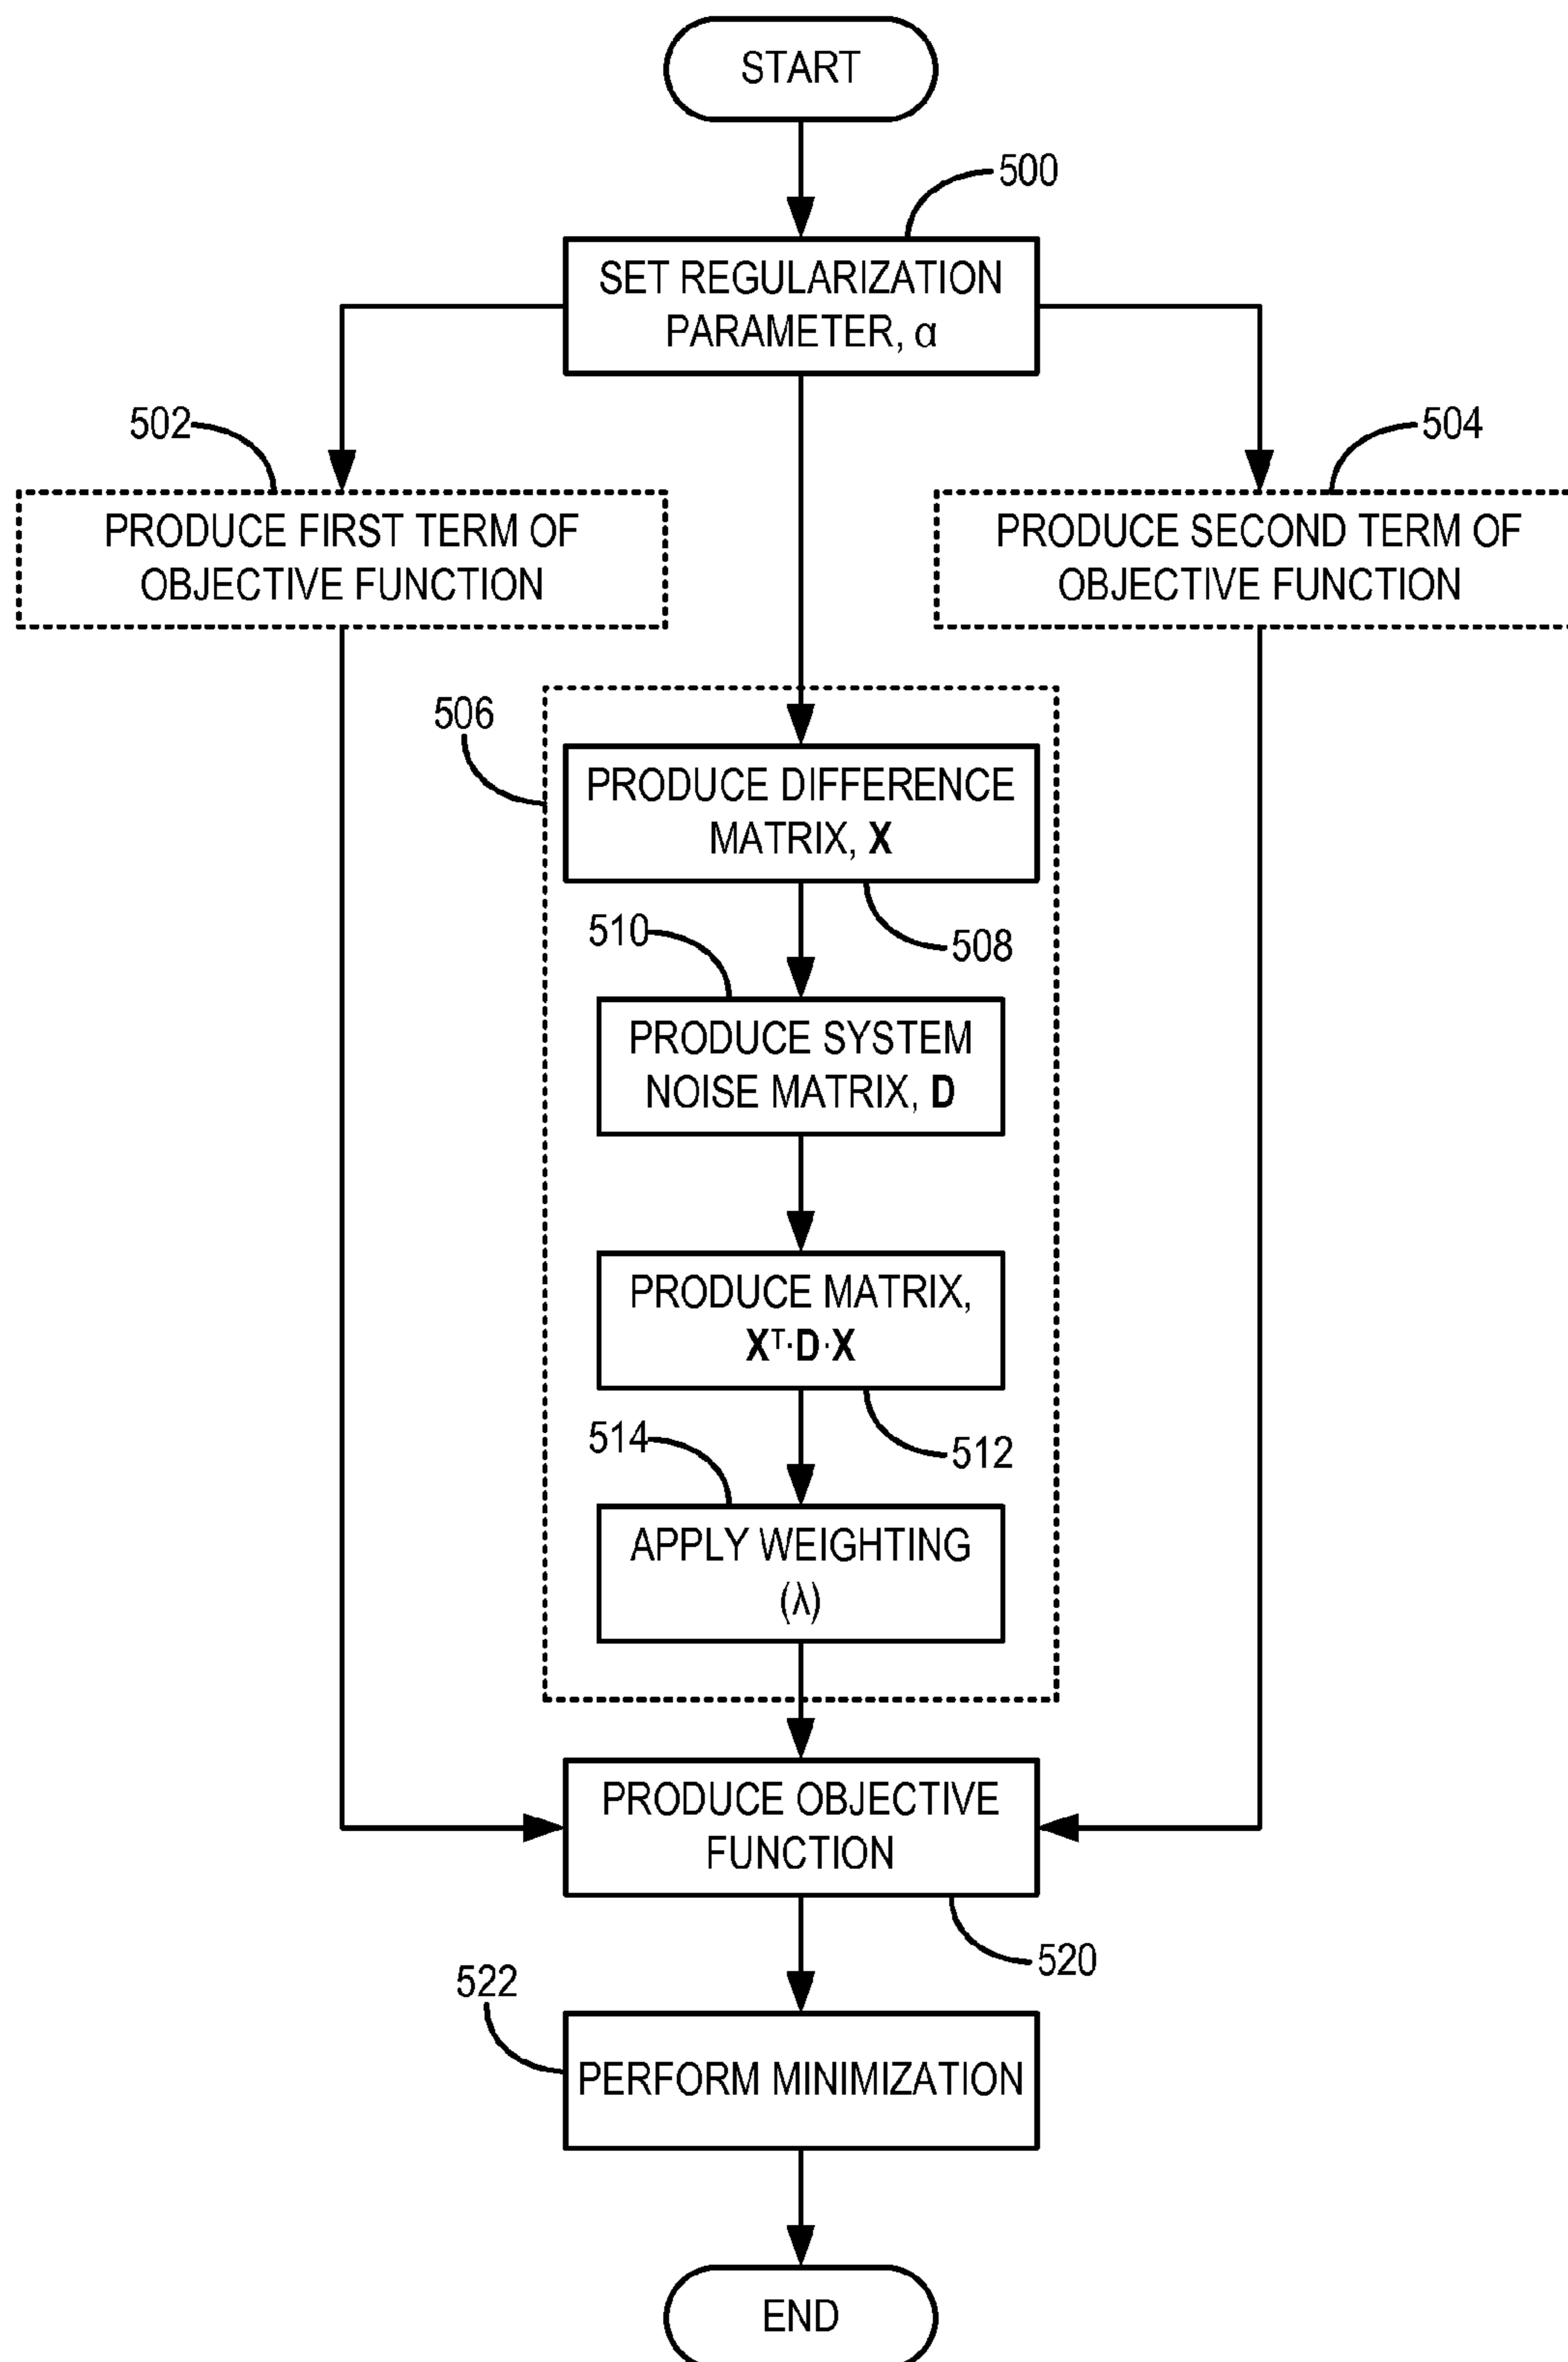 START
500
SET REGULARIZATION
PARAMETER, α
502
504
PRODUCE FIRST TERM OF
OBJECTIVE FUNCTION
PRODUCE SECOND TERM OF
OBJECTIVE FUNCTION
506
PRODUCE DIFFERENCE
MATRIX, X
508
510
PRODUCE SYSTEM
NOISE MATRIX, D
PRODUCE MATRIX,
Xᵀ·D·X
512
514
APPLY WEIGHTING
(λ)
PRODUCE OBJECTIVE
FUNCTION
520
522
PERFORM MINIMIZATION
END